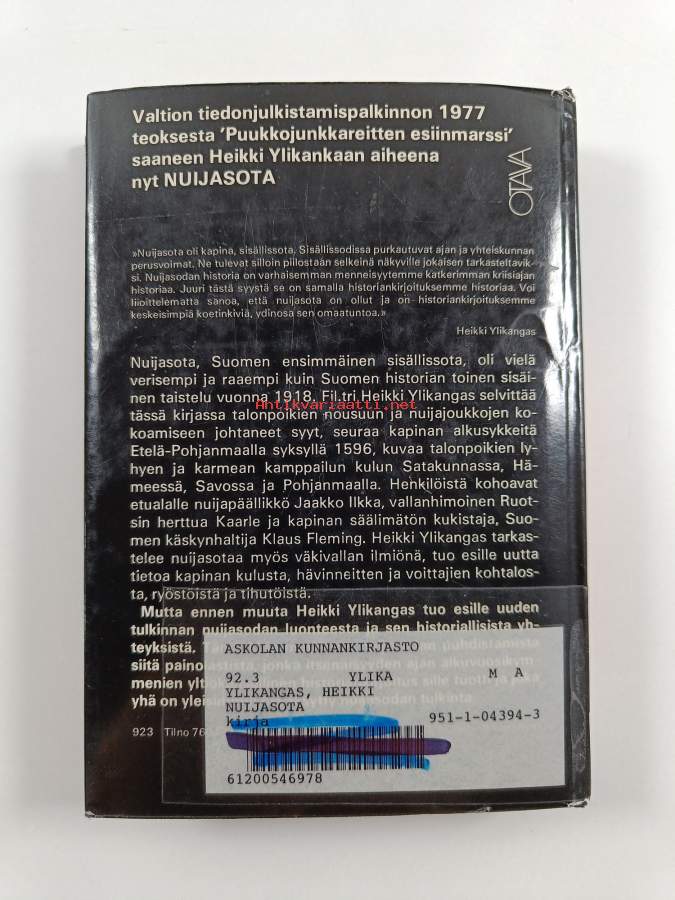 Valtion tiedonjulkistamispalkinnon 1977
teoksesta 'Puukkojunkkareitten esiinmarssi'
saaneen Heikki Ylikankaan aiheena
nyt NUIJASOTA
OTAVA
»Nuijasota oli kapina, sisällissota. Sisällissodissa purkautuvat ajan ja yhteiskunnan
perusvoimat. Ne tulevat silloin piilostaan selkeinä näkyville jokaisen tarkasteltavik-
si. Nuijasodan historia on varhaisemman menneisyytemme katkerimman kriisiajan
historiaa. Juuri tästä syystä se on samalla historiankirjoituksemme historiaa. Voi
liioittelematta sanoa, että nuijasota on ollut ja on historiankirjoituksemme
keskeisimpiä koetinkiviä, ydinosa sen omaatuntoa.»
Heikki Ylikangas
Nuijasota, Suomen ensimmäinen sisällissota, oli vielä
verisempi ja raaempi kuin Suomen historian toinen sisäi-
nen taistelu vuonna 1918. Fil.tri Heikki Ylikangas selvittää
Antikvariaatti.net
tässä kirjassa talonpoikien nousuun ja nuijajoukkojen ko-
koamiseen johtaneet syyt, seuraa kapinan alkusykkeitä
Etelä-Pohjanmaalla syksyllä 1596, kuvaa talonpoikien ly-
hyen ja karmean kamppailun kulun Satakunnassa, Hä-
meessä, Savossa ja Pohjanmaalla. Henkilöistä kohoavat
etualalle nuijapäällikkö Jaakko Ilkka, vallanhimoinen Ruot-
sin herttua Kaarle ja kapinan säälimätön kukistaja, Suo-
men käskynhaltija Klaus Fleming. Heikki Ylikangas tarkas-
telee nuijasotaa myös väkivallan ilmiönä, tuo esille uutta
tietoa kapinan kulusta, hävinneitten ja voittajien kohtalos-
ta, ryöstöistä ja tihutöistä.
Mutta ennen muuta Heikki Ylikangas tuo esille uuden
tulkinnan nuijasodan luonteesta ja sen historiallisista yh-
teyksistä.
siitä
menien
yhä on
ASKOLAN KUNNANKIRJASTO
92.3 YLIKA M A
YLIKANGAS, HEIKKI
NUIJASOTA
kirja 951-1-04394-3
923 Tilno
61200546978